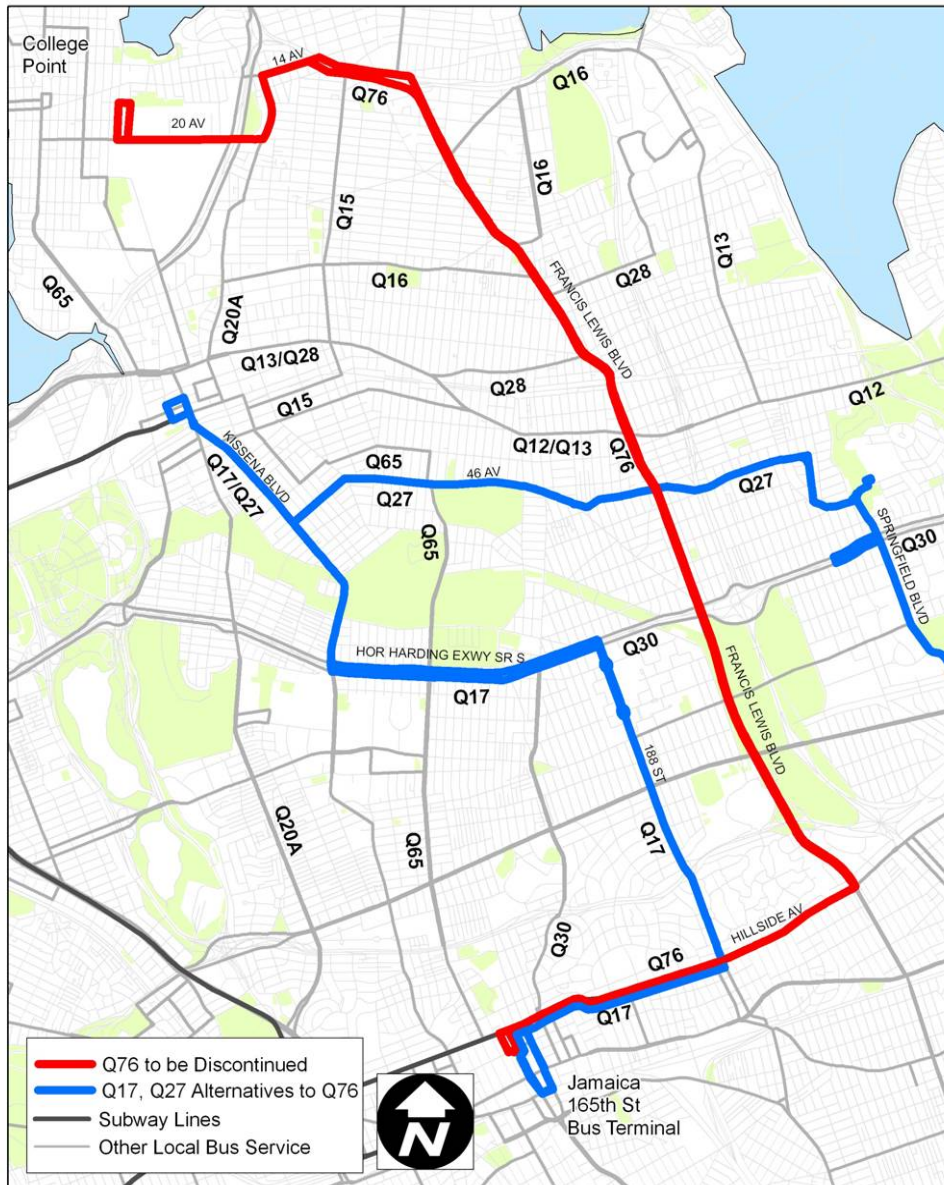 College
Point
14 AV
Q76
Q16
20 AV
Q16
Q15
Q13
Q65
Q16
Q28
FRANCIS LEWIS BLVD
Q20A
Q13/Q28
Q28
Q12
Q15
KISSENA BLVD
Q17/Q27
Q65
46 AV
Q12/Q13
Q76
Q27
Q27
Q65
SPRINGFIELD BLVD
Q30
HOR HARDING EXWY SR S
Q30
Q17
FRANCIS LEWIS BLVD
188 ST
Q20A
Q65
Q17
Q30
HILLSIDE AV
Q76
Q17
Jamaica
165th St
Bus Terminal
Q76 to be Discontinued
Q17, Q27 Alternatives to Q76
Subway Lines
Other Local Bus Service
N